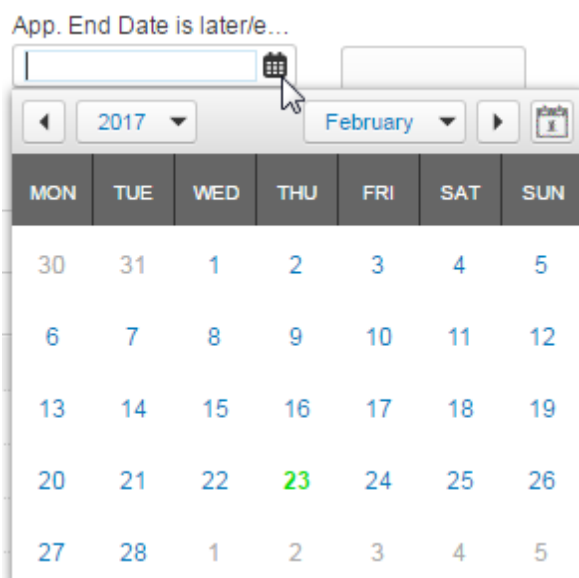 App. End Date is later/e...
2017 February 1
MON TUE WED THU FRI SAT SUN
30 31 1 2 3 4 5
6 7 8 9 10 11 12
13 14 15 16 17 18 19
20 21 22 23 24 25 26
27 28 1 2 3 4 5